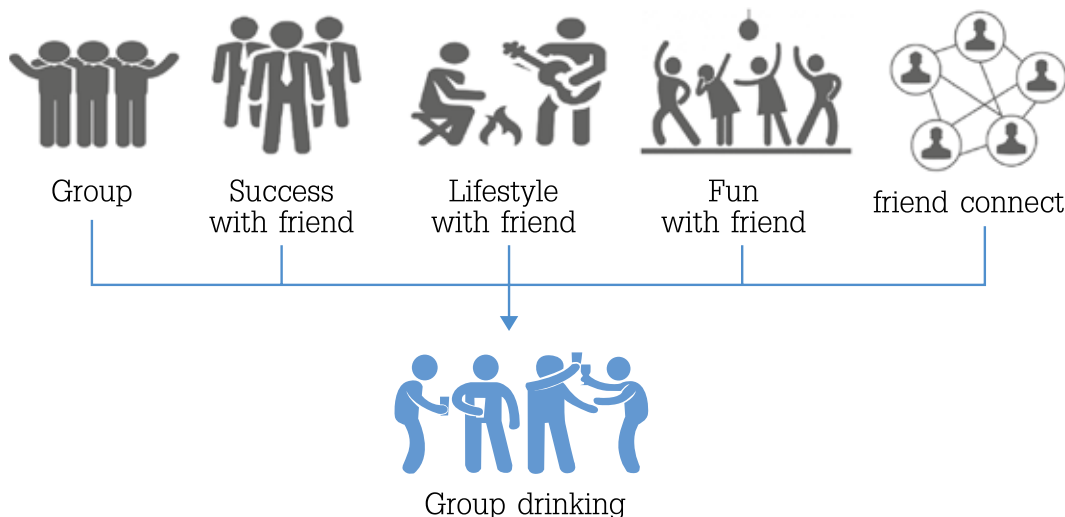 Group
Success
with friend
Lifestyle
with friend
Fun
with friend
friend connect
Group drinking